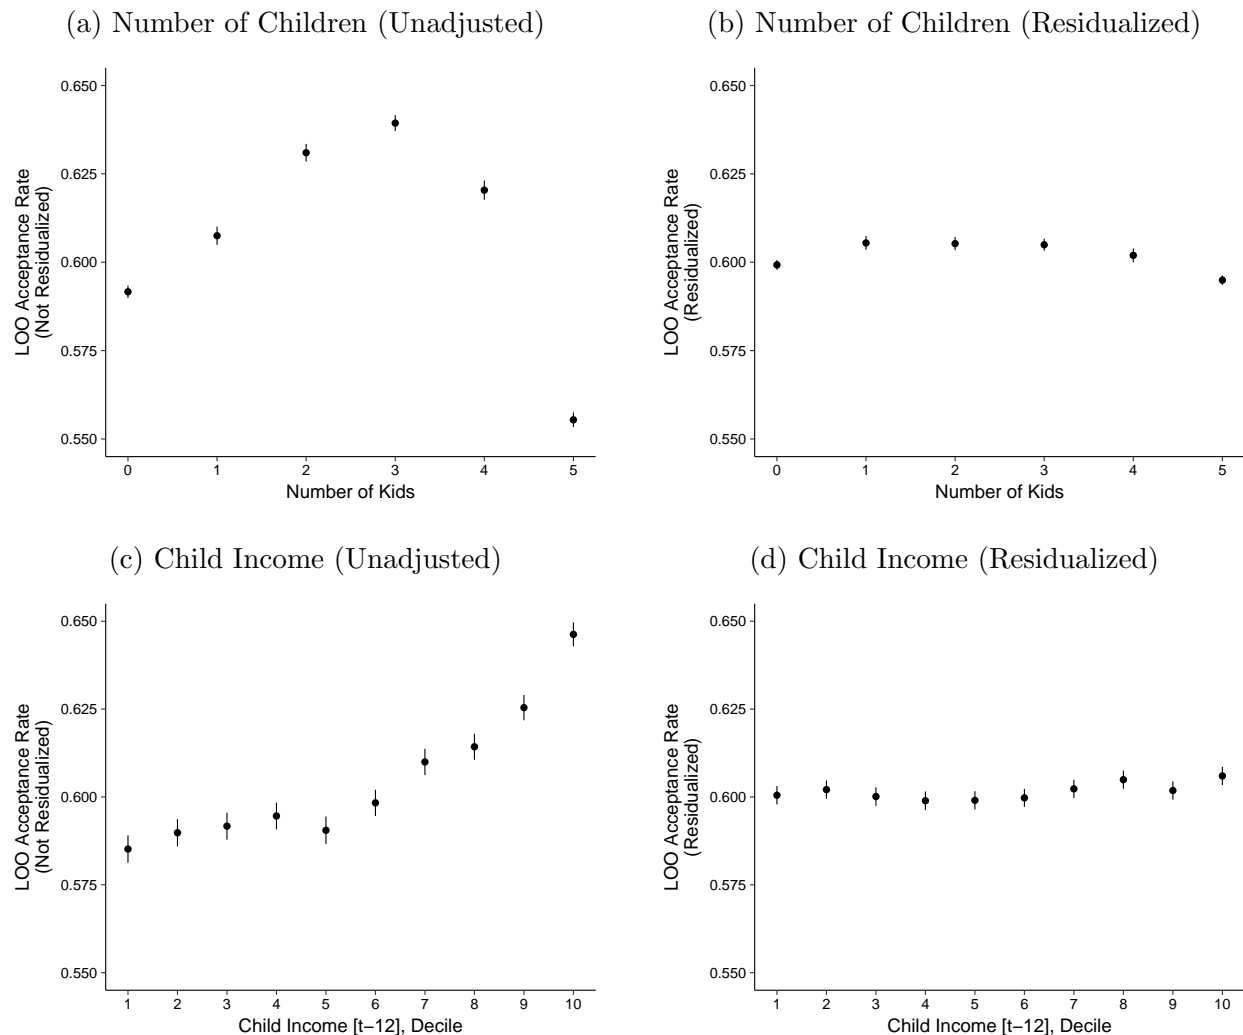 (a) Number of Children (Unadjusted)
0.650
0.625
0.600
0.575
0.550
LOO Acceptance Rate
(Not Residualized)
0 1 2 3 4 5
Number of Kids
(b) Number of Children (Residualized)
0.650
0.625
0.600
0.575
0.550
LOO Acceptance Rate
(Residualized)
0 1 2 3 4 5
Number of Kids
(c) Child Income (Unadjusted)
0.650
0.625
0.600
0.575
0.550
LOO Acceptance Rate
(Not Residualized)
1 2 3 4 5 6 7 8 9 10
Child Income [t−12], Decile
(d) Child Income (Residualized)
0.650
0.625
0.600
0.575
0.550
LOO Acceptance Rate
(Residualized)
1 2 3 4 5 6 7 8 9 10
Child Income [t−12], Decile